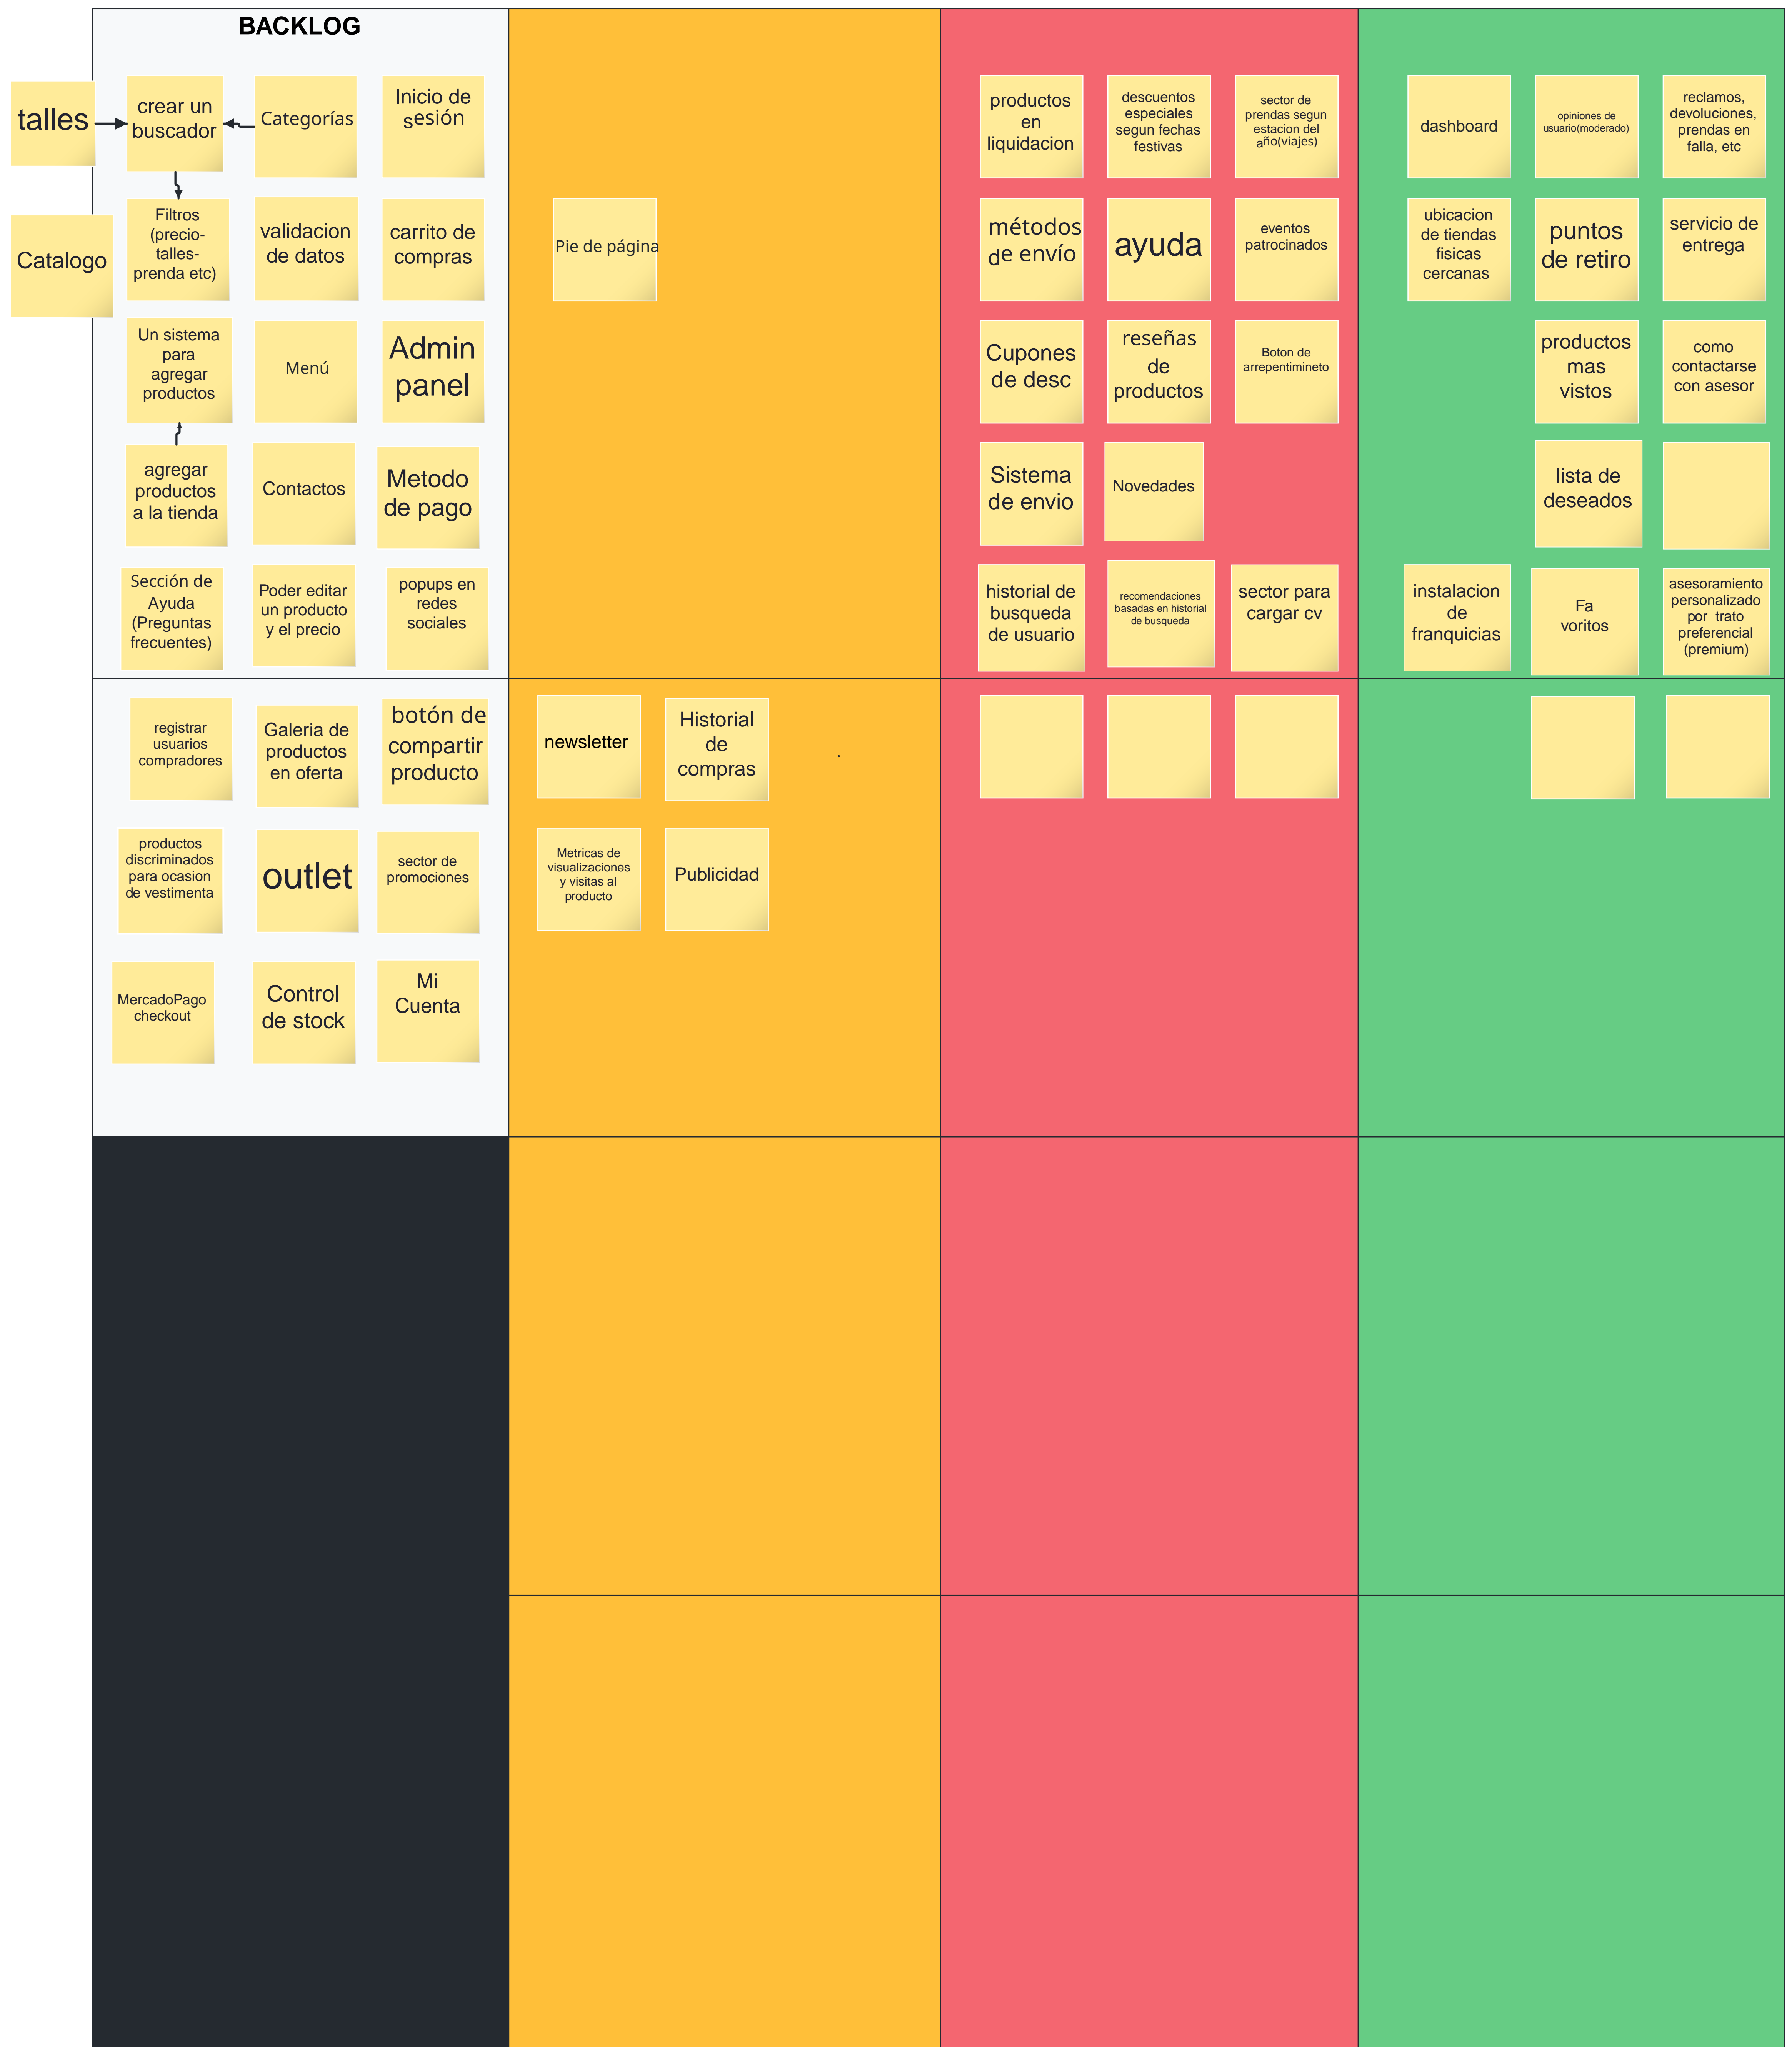 BACKLOG
talles
crear un
buscador
Categorías
Inicio de
sesión
Catalogo
Filtros
(precio-
talles-
prenda etc)
validacion
de datos
carrito de
compras
Un sistema
para
agregar
productos
Menú
Admin
panel
agregar
productos
a la tienda
Contactos
Metodo
de pago
Sección de
Ayuda
(Preguntas
frecuentes)
Poder editar
un producto
y el precio
popups en
redes
sociales
registrar
usuarios
compradores
Galeria de
productos
en oferta
botón de
compartir
producto
productos
discriminados
para ocasion
de vestimenta
outlet
sector de
promociones
MercadoPago
checkout
Control
de stock
Mi
Cuenta
Pie de página
newsletter
Historial
de
compras
.
Metricas de
visualizaciones
y visitas al
producto
Publicidad
productos
en
liquidacion
descuentos
especiales
segun fechas
festivas
sector de
prendas segun
estacion del
año(viajes)
métodos
de envío
ayuda
eventos
patrocinados
Cupones
de desc
reseñas
de
productos
Boton de
arrepentimineto
Sistema
de envio
Novedades
historial de
busqueda
de usuario
recomendaciones
basadas en historial
de busqueda
sector para
cargar cv
dashboard
opiniones de
usuario(moderado)
reclamos,
devoluciones,
prendas en
falla, etc
ubicacion
de tiendas
fisicas
cercanas
puntos
de retiro
servicio de
entrega
productos
mas
vistos
como
contactarse
con asesor
lista de
deseados
instalacion
de
franquicias
Fa
voritos
asesoramiento
personalizado
por trato
preferencial
(premium)